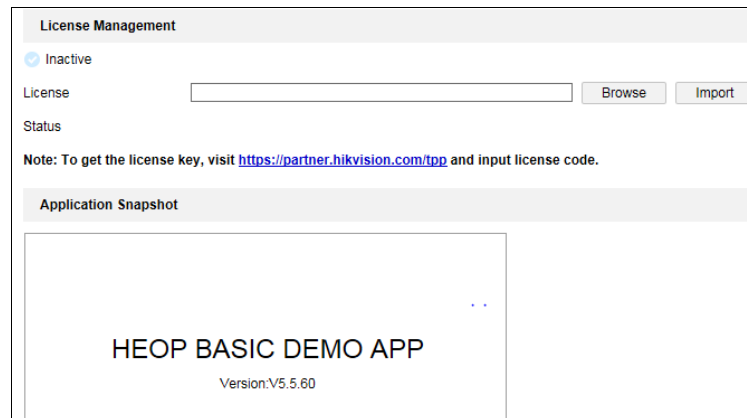 License Management
Inactive
License Browse Import
Status
Note: To get the license key, visit https://partner.hikvision.com/tpp and input license code.
Application Snapshot
HEOP BASIC DEMO APP
Version:V5.5.60